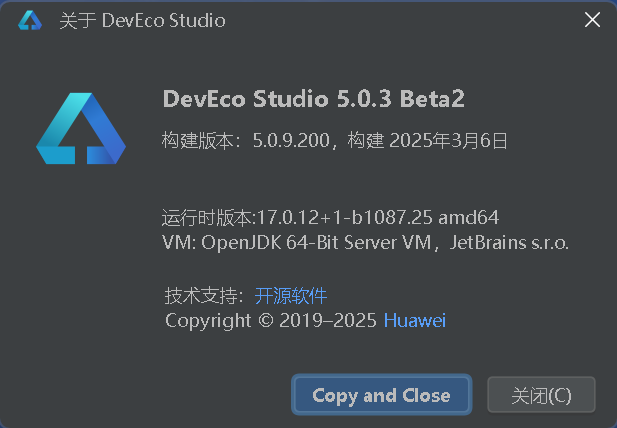 关于 DevEco Studio
DevEco Studio 5.0.3 Beta2
构建版本：5.0.9.200，构建 2025年3月6日
运行时版本:17.0.12+1-b1087.25 amd64
VM: OpenJDK 64-Bit Server VM，JetBrains s.r.o.
技术支持：开源软件
Copyright © 2019–2025 Huawei
Copy and Close
关闭(C)